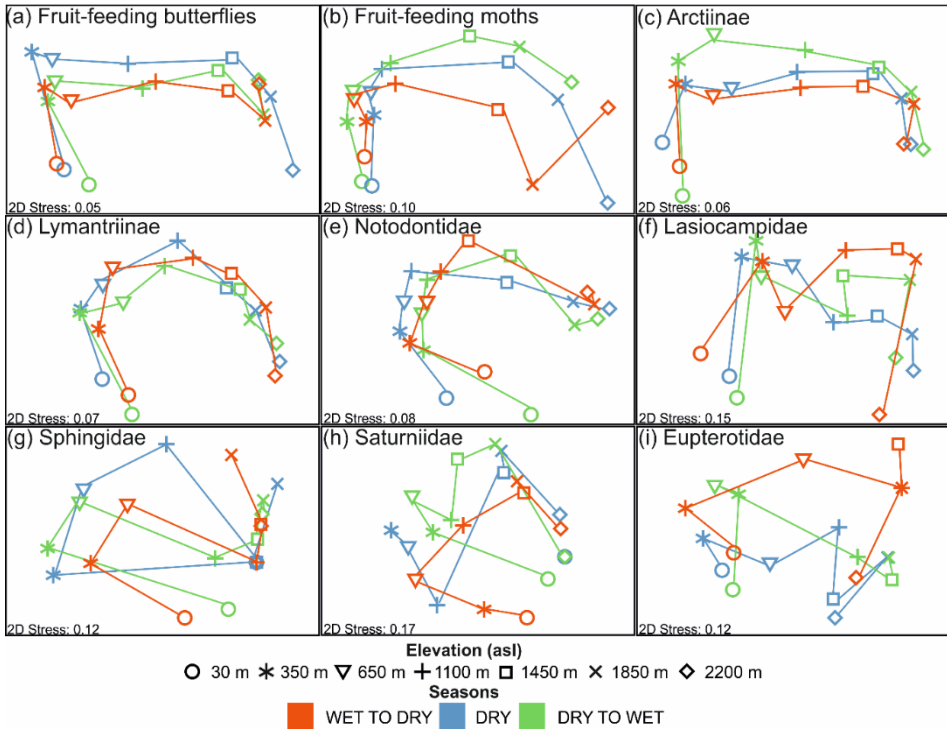 (a) Fruit-feeding butterflies
2D Stress: 0.05
(b) Fruit-feeding moths
2D Stress: 0.10
(c) Arctiinae
2D Stress: 0.06
(d) Lymantriinae
2D Stress: 0.07
(e) Notodontidae
2D Stress: 0.08
(f) Lasiocampidae
2D Stress: 0.15
(g) Sphingidae
2D Stress: 0.12
(h) Saturniidae
2D Stress: 0.17
(i) Eupterotidae
2D Stress: 0.12
Elevation (asl)
30 m 350 m 650 m 1100 m 1450 m 1850 m 2200 m
Seasons
WET TO DRY DRY DRY TO WET